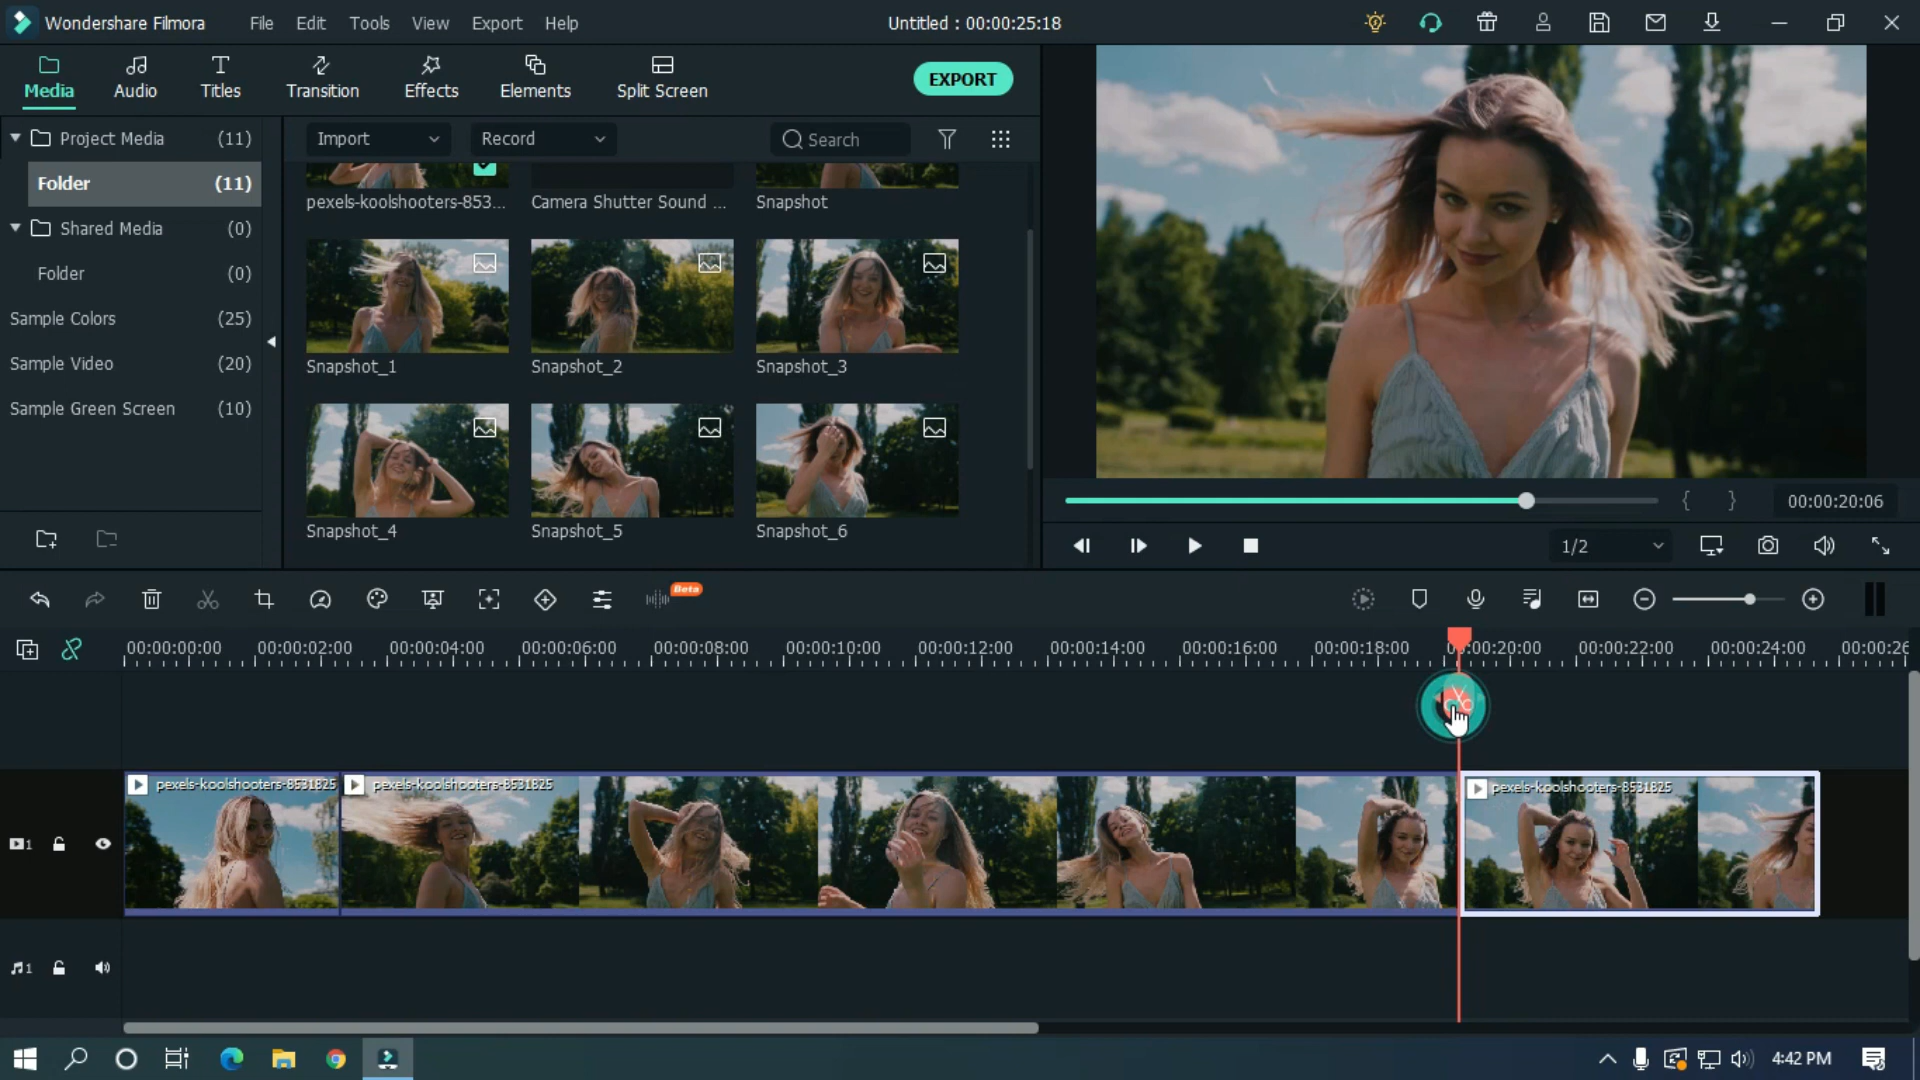 Wondershare Filmora
File Edit Tools View Export Help
Untitled : 00:00:25:18
Media Audio Titles Transition Effects Elements Split Screen
EXPORT
Project Media (11)
Folder (11)
Shared Media (0)
Folder (0)
Sample Colors (25)
Sample Video (20)
Sample Green Screen (10)
Import Record Search
pexels-koolshooters-853... Camera Shutter Sound ... Snapshot
Snapshot_1 Snapshot_2 Snapshot_3
Snapshot_4 Snapshot_5 Snapshot_6
{ } 00:00:20:06
1/2
Beta
00:00:00:00 00:00:02:00 00:00:04:00 00:00:06:00 00:00:08:00 00:00:10:00 00:00:12:00 00:00:14:00 00:00:16:00 00:00:18:00 00:20:00 00:00:22:00 00:00:24:00 00:00:26
pexels-koolshooters-8531825 pexels-koolshooters-8531825 pexels-koolshooters-8531825
1
1
4:42 PM